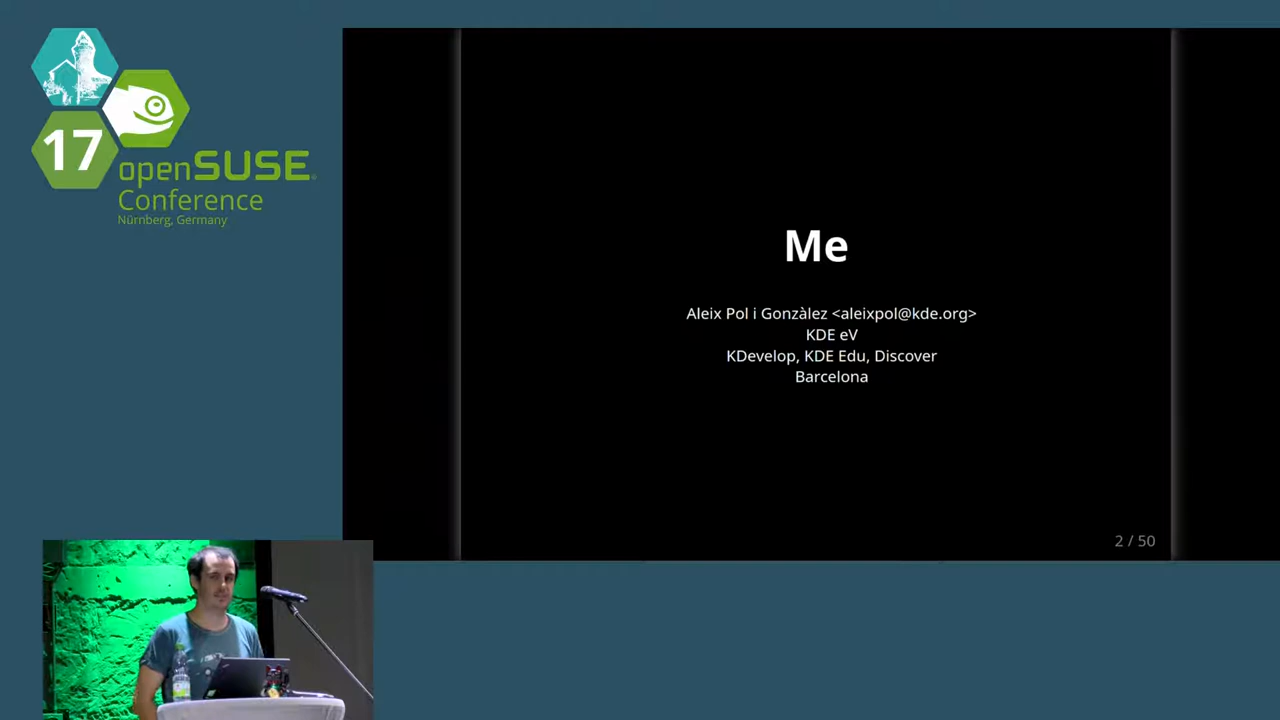 17
openSUSE
Conference
Nürnberg, Germany
Me
Aleix Pol i Gonzàlez <aleixpol@kde.org>
KDE eV
KDevelop, KDE Edu, Discover
Barcelona
2 / 50